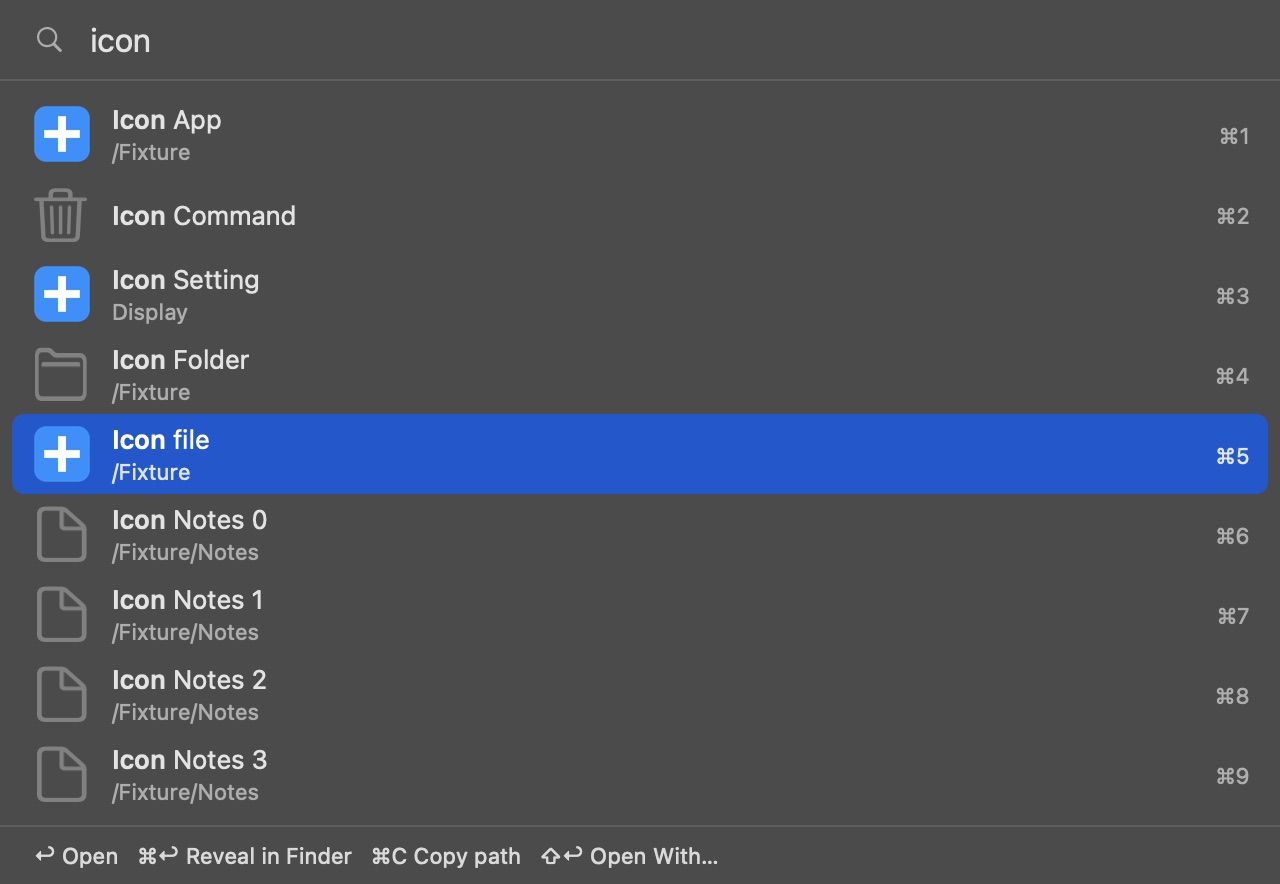 icon
Icon App
/Fixture
⌘1
Icon Command
⌘2
Icon Setting
Display
⌘3
Icon Folder
/Fixture
⌘4
Icon file
/Fixture
⌘5
Icon Notes 0
/Fixture/Notes
⌘6
Icon Notes 1
/Fixture/Notes
⌘7
Icon Notes 2
/Fixture/Notes
⌘8
Icon Notes 3
/Fixture/Notes
⌘9
↩ Open ⌘↩ Reveal in Finder ⌘C Copy path ⇧↩ Open With...